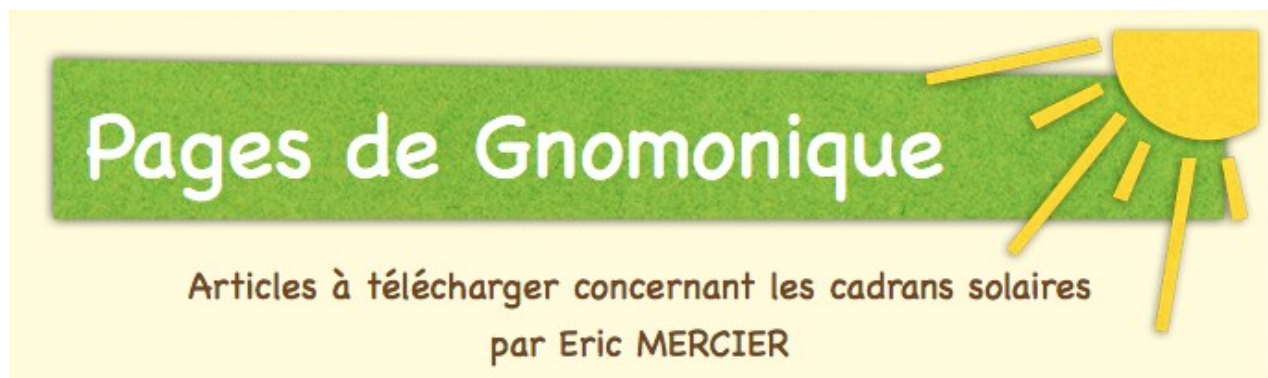 Pages de Gnomonique
Articles à télécharger concernant les cadrans solaires
par Eric MERCIER